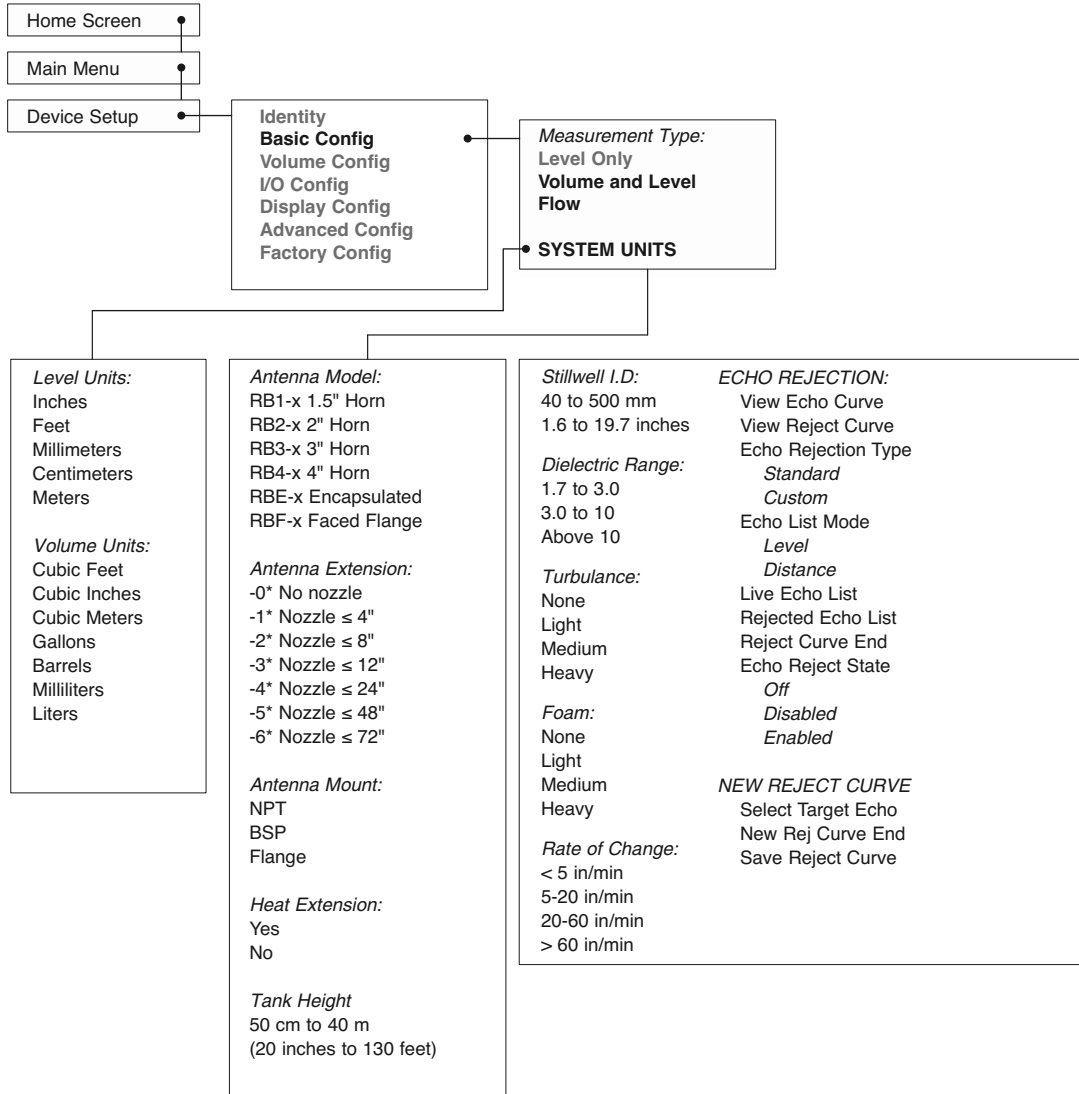 Home Screen
Main Menu
Device Setup
Identity
Basic Config
Volume Config
I/O Config
Display Config
Advanced Config
Factory Config
Measurement Type:
Level Only
Volume and Level
Flow
SYSTEM UNITS
Level Units:
Inches
Feet
Millimeters
Centimeters
Meters
Volume Units:
Cubic Feet
Cubic Inches
Cubic Meters
Gallons
Barrels
Milliliters
Liters
Antenna Model:
RB1-x 1.5" Horn
RB2-x 2" Horn
RB3-x 3" Horn
RB4-x 4" Horn
RBE-x Encapsulated
RBF-x Faced Flange
Antenna Extension:
-0* No nozzle
-1* Nozzle ≤ 4"
-2* Nozzle ≤ 8"
-3* Nozzle ≤ 12"
-4* Nozzle ≤ 24"
-5* Nozzle ≤ 48"
-6* Nozzle ≤ 72"
Antenna Mount:
NPT
BSP
Flange
Heat Extension:
Yes
No
Tank Height
50 cm to 40 m
(20 inches to 130 feet)
Stillwell I.D:
40 to 500 mm
1.6 to 19.7 inches
Dielectric Range:
1.7 to 3.0
3.0 to 10
Above 10
Turbulance:
None
Light
Medium
Heavy
Foam:
None
Light
Medium
Heavy
Rate of Change:
< 5 in/min
5-20 in/min
20-60 in/min
> 60 in/min
ECHO REJECTION:
View Echo Curve
View Reject Curve
Echo Rejection Type
Standard
Custom
Echo List Mode
Level
Distance
Live Echo List
Rejected Echo List
Reject Curve End
Echo Reject State
Off
Disabled
Enabled
NEW REJECT CURVE
Select Target Echo
New Rej Curve End
Save Reject Curve